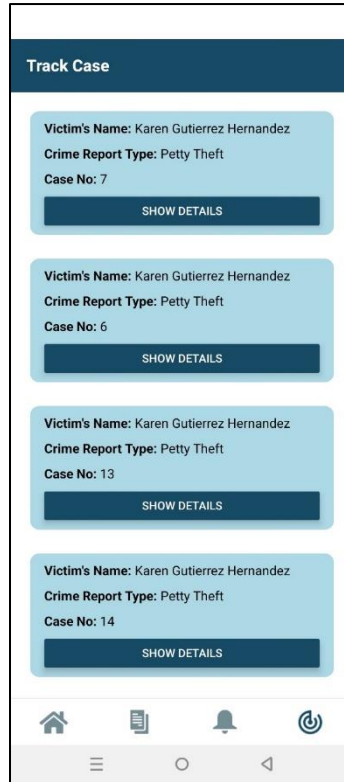 Track Case
Victim's Name: Karen Gutierrez Hernandez
Crime Report Type: Petty Theft
Case No: 7
SHOW DETAILS
Victim's Name: Karen Gutierrez Hernandez
Crime Report Type: Petty Theft
Case No: 6
SHOW DETAILS
Victim's Name: Karen Gutierrez Hernandez
Crime Report Type: Petty Theft
Case No: 13
SHOW DETAILS
Victim's Name: Karen Gutierrez Hernandez
Crime Report Type: Petty Theft
Case No: 14
SHOW DETAILS